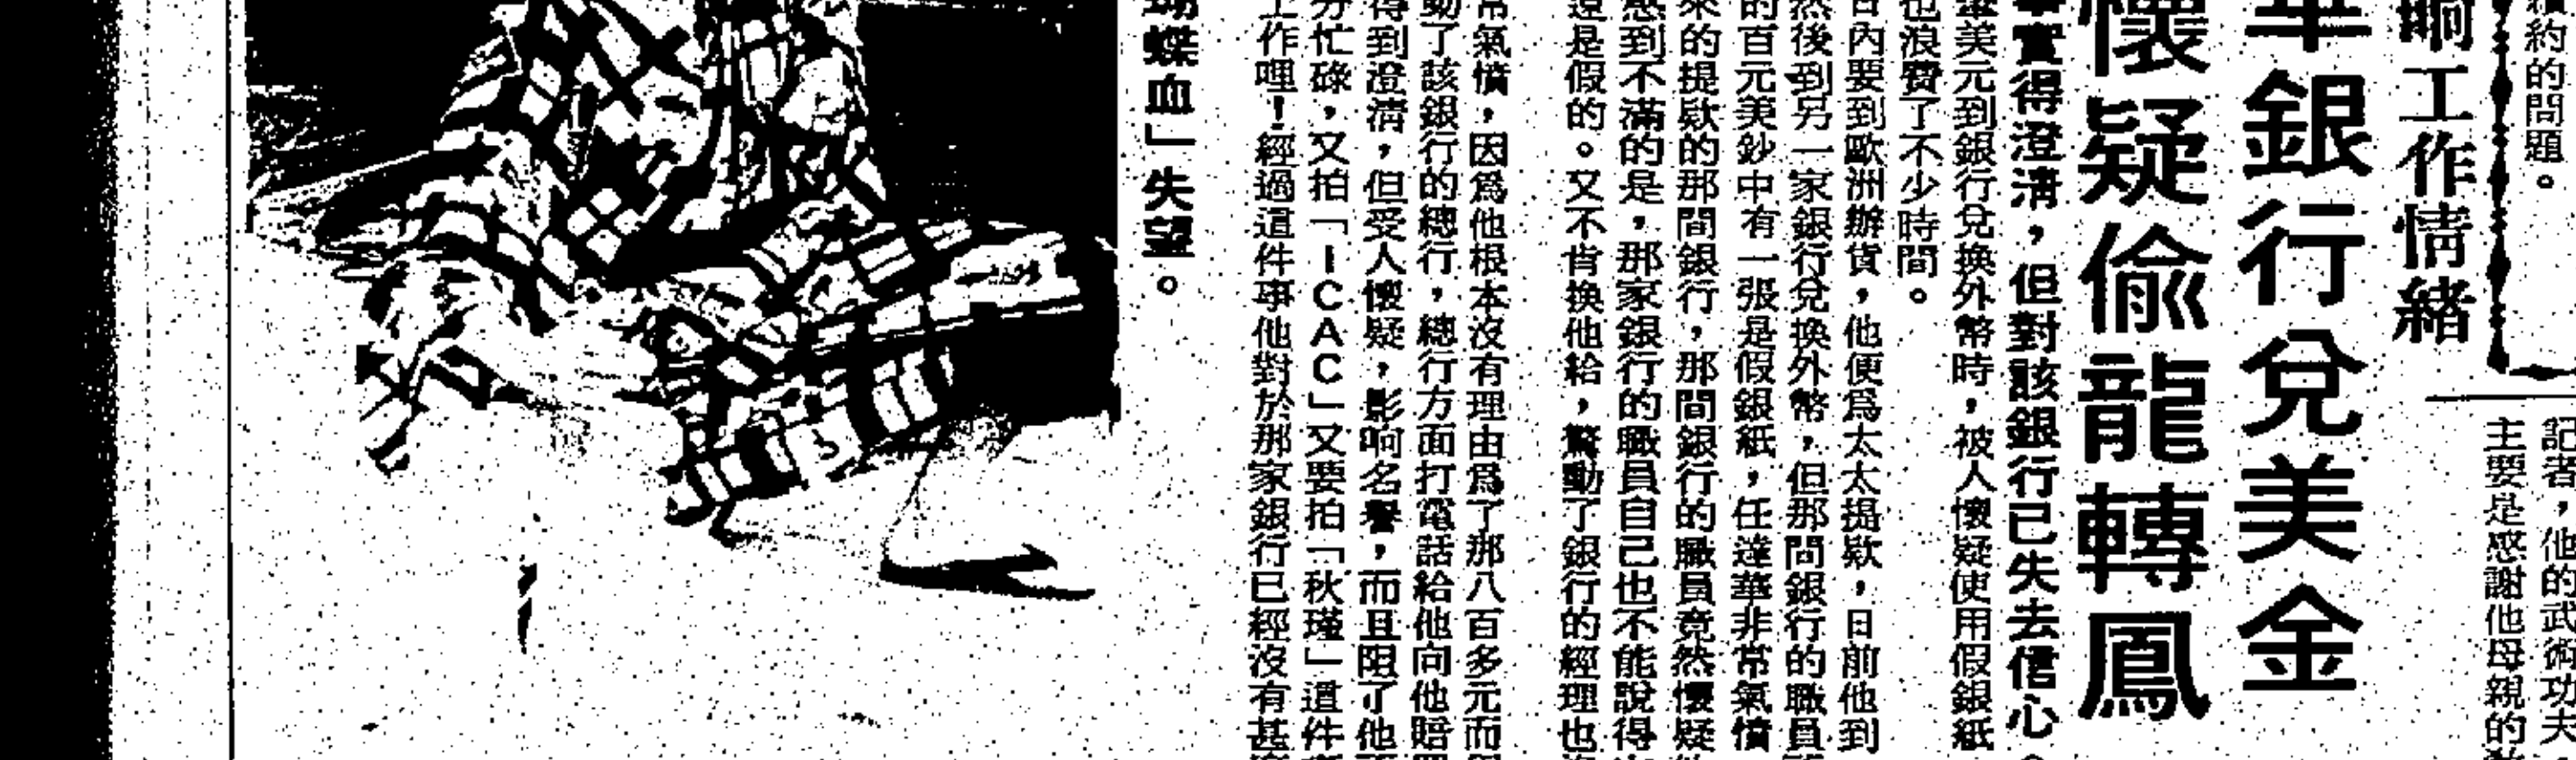 續約的問題。
記者，他的武術功夫
主要是感謝他母親的教
晌工作情緒
華銀行兌美金
懷疑偷龍轉鳳
事實得澄清，但對該銀行己失去信心。
美元到銀行兌換外幣時，被人懷疑使用假銀紙
也浪費了不少時間。
日內要到歐洲辦貨，他便爲太太提欵，日前他到
然後到另一家銀行兌換外幣，但那間銀行的職員
的百元美鈔中有一張是假銀紙，任達華非常氣憤
來的提欵的那間銀行，那間銀行的職員竟然懷疑他
感到不滿的是，那家銀行的職員自己也不能說得出
是假的。又不肯換他給，驚動了銀行的經理也
常氣憤，因爲他根本沒有理由爲了那八百多元而
動了該銀行的總行，總行方面打電話給他向他賠
得到澄清，但受人懷疑，影响名譽，而且阻了他
分忙碌，又拍「ICAC」又要拍「秋瑾」這件
工作哩！經過這件事他對於那家銀行已經沒有甚
蝴蝶血」失望。